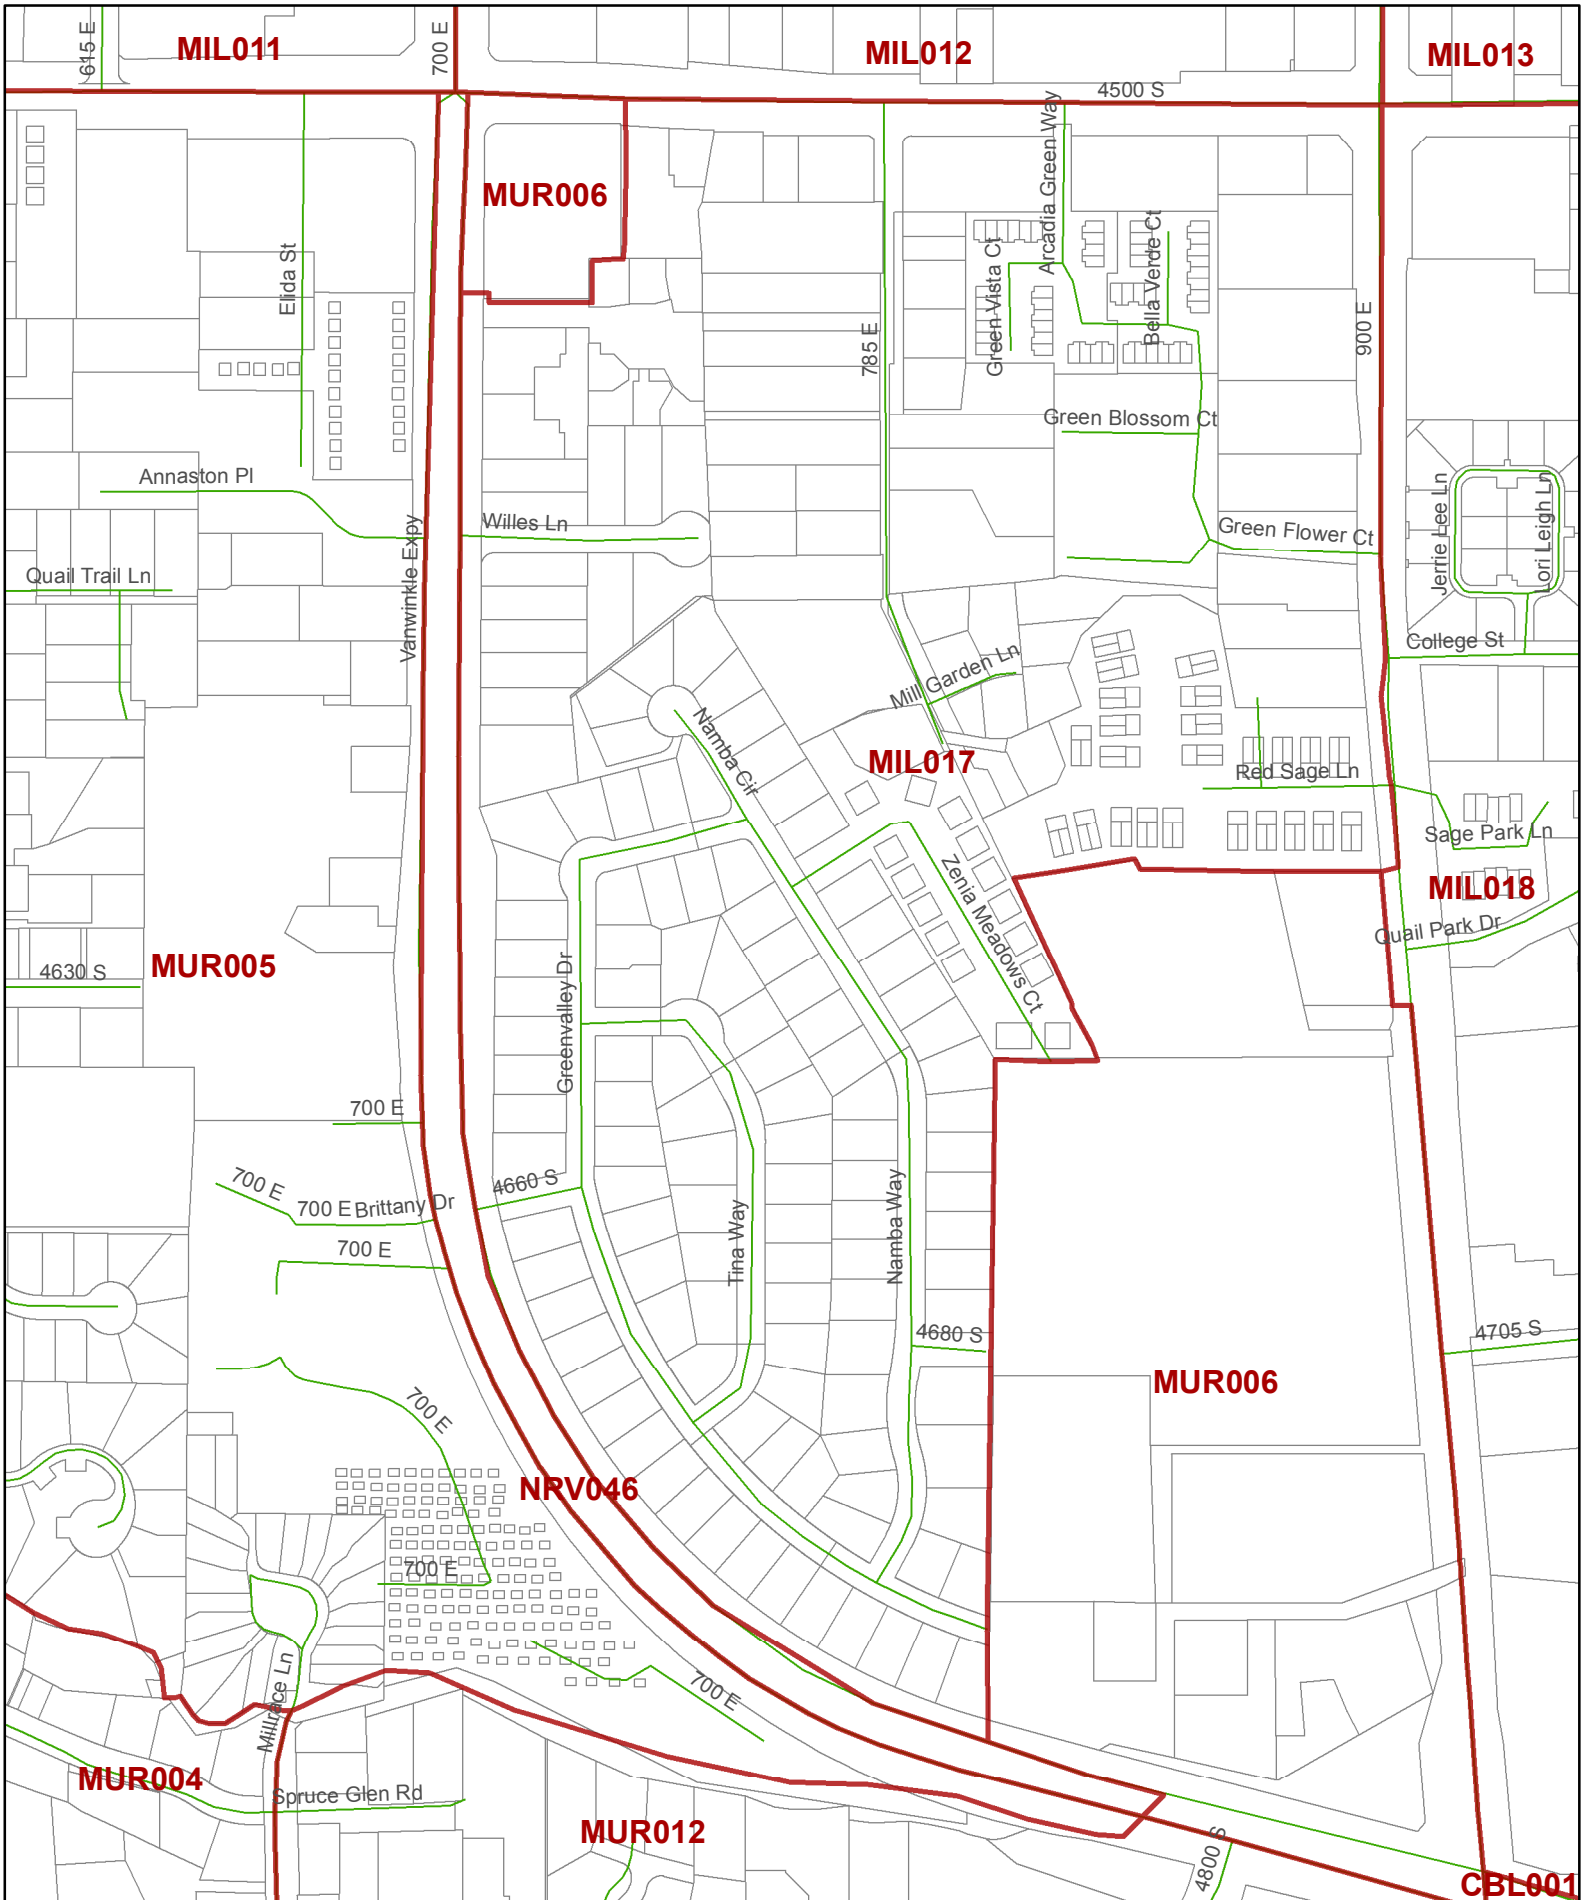 615 E
MIL011
700 E
MIL012
MIL013
4500 S
MUR006
Arcadia Green Way
Elida St
Green Vista Ct
Bella Verde Ct
785 E
900 E
Green Blossom Ct
Annaston Pl
Willes Ln
Green Flower Ct
Jerrie Lee Ln
Lori Leigh Ln
Vanwinkle Expy
Quail Trail Ln
College St
Mill Garden Ln
Namba Cir
MIL017
Red Sage Ln
Sage Park Ln
Zenia Meadows Ct
MIL018
Quail Park Dr
MUR005
4630 S
Greenvalley Dr
700 E
700 E
700 E
Brittany Dr
4660 S
Tina Way
Namba Way
700 E
4680 S
4705 S
MUR006
700 E
NPV046
700 E
Millrace Ln
700 E
MUR004
Spruce Glen Rd
MUR012
4800 S
CBL001